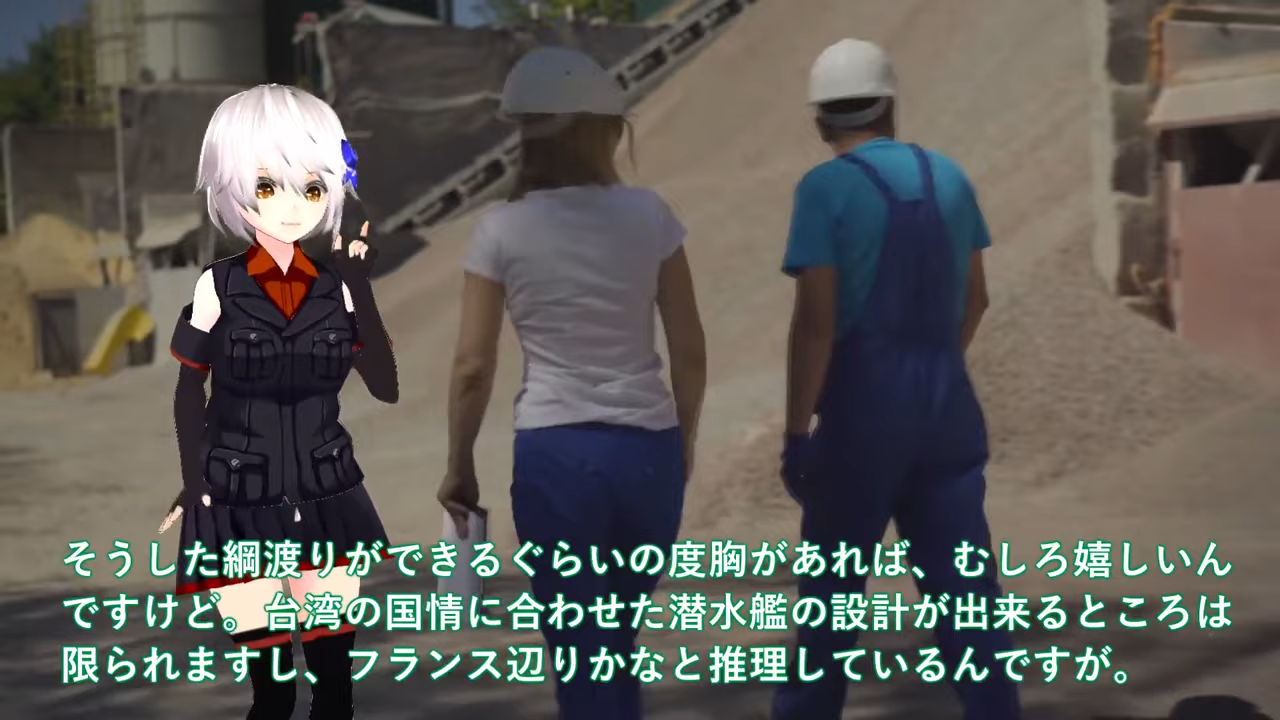 そうした綱渡りができるぐらいの度胸があれば、むしろ嬉しいん
ですけど。台湾の国情に合わせた潜水艦の設計が出来るところは
限られますし、フランス辺りかなと推理しているんですが。